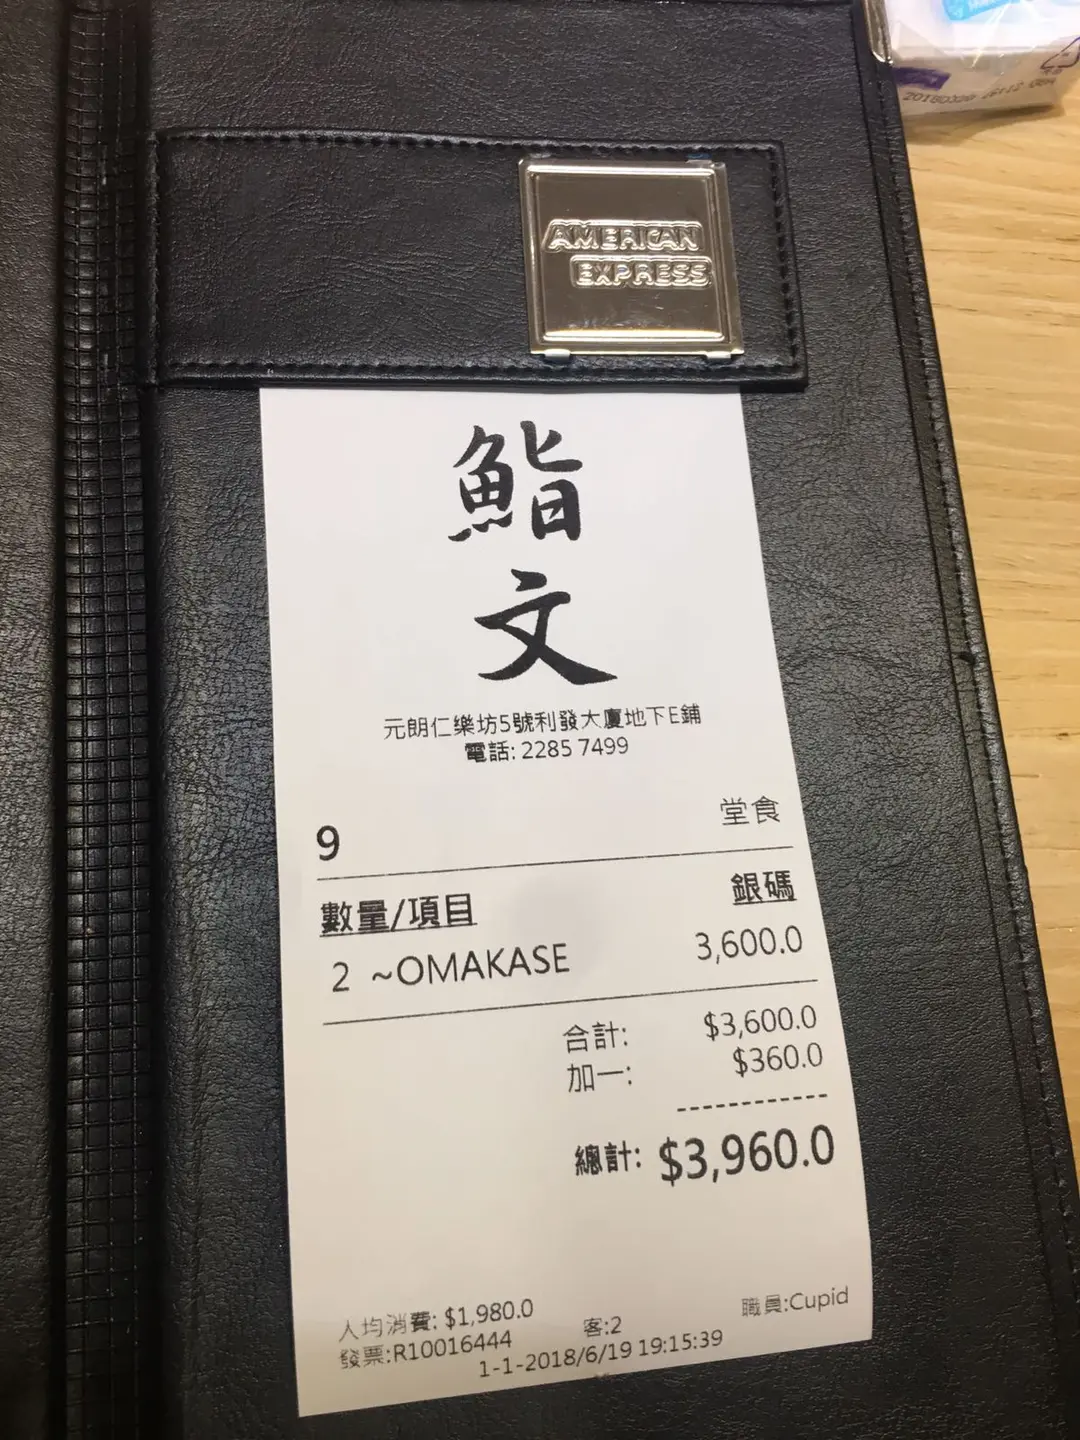 AMERICAN
EXPRESS
鮨
文
元朗仁樂坊5號利發大廈地下E鋪
電話: 2285 7499
9
堂食
數量/項目 銀碼
2 ~OMAKASE 3,600.0
合計: $3,600.0
加一: $360.0
------------
總計: $3,960.0
人均消費: $1,980.0 客:2 職員:Cupid
發票:R10016444
1-1-2018/6/19 19:15:39